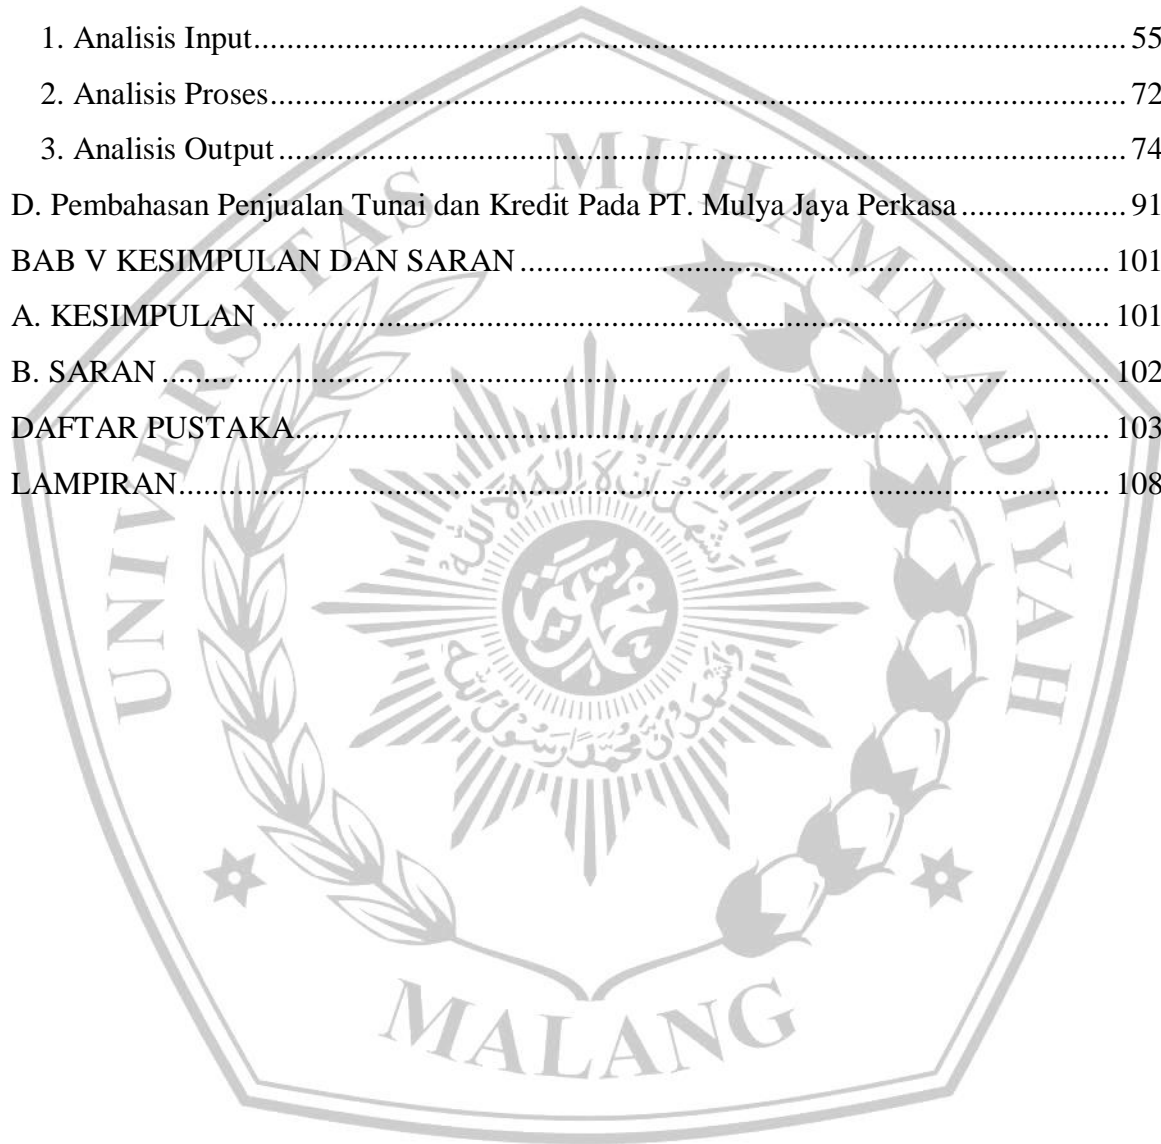 1. Analisis Input............................................................55
2. Analisis Proses............................................................72
3. Analisis Output............................................................74
D. Pembahasan Penjualan Tunai dan Kredit Pada PT. Mulya Jaya Perkasa....................91
BAB V KESIMPULAN DAN SARAN............................................................101
A. KESIMPULAN............................................................101
B. SARAN............................................................102
DAFTAR PUSTAKA............................................................103
LAMPIRAN............................................................108
UNIVERSITAS MUHAMMADIYAH
MALANG